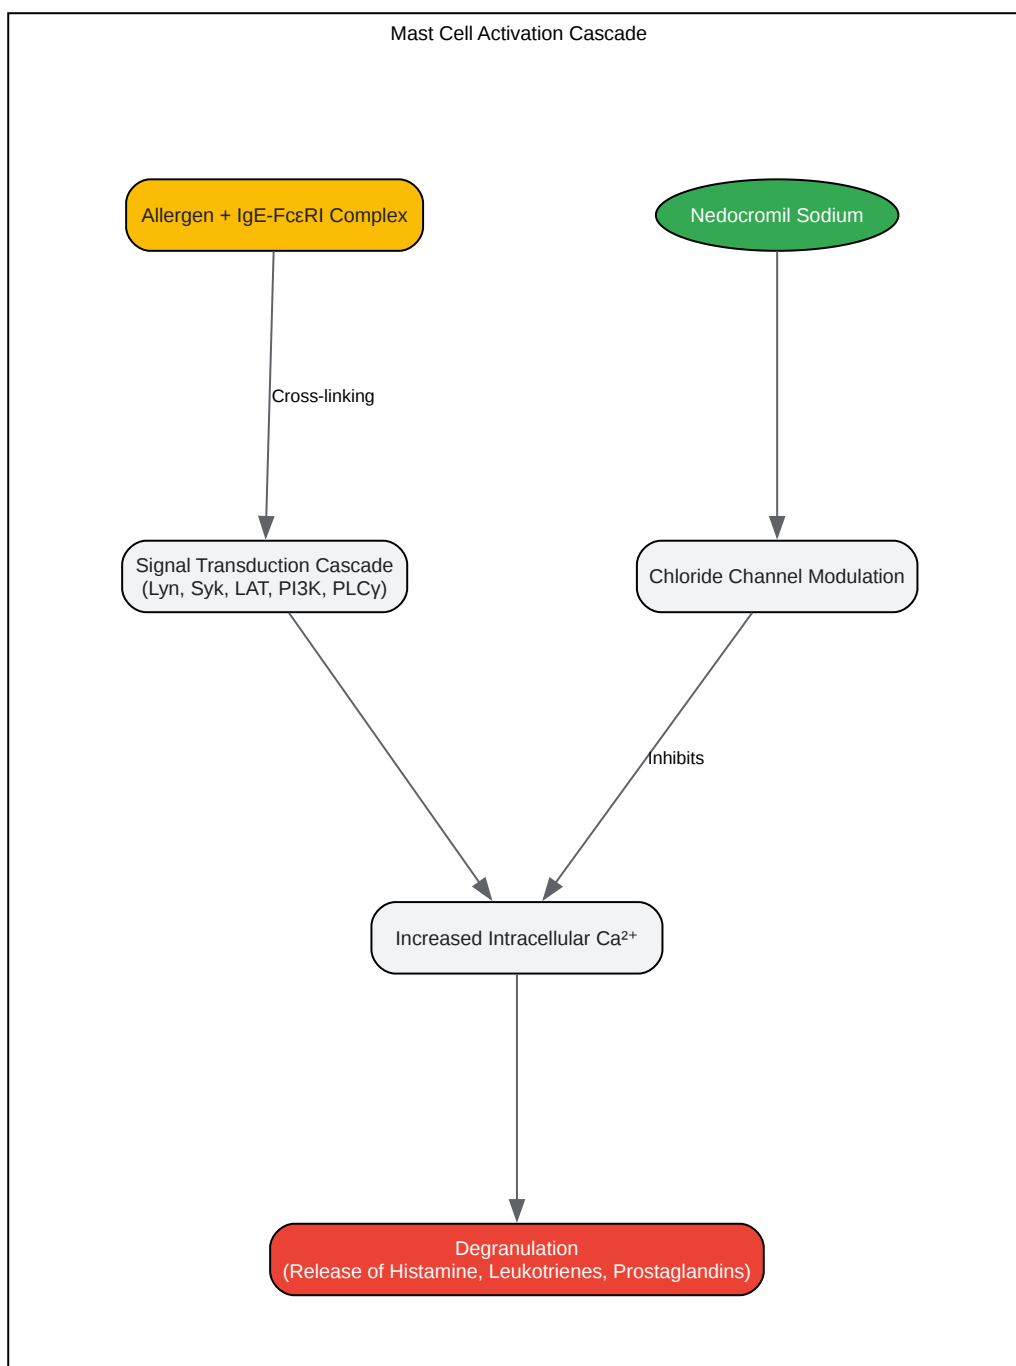 Mast Cell Activation Cascade
Allergen + IgE-FcεRI Complex
Nedocromil Sodium
Cross-linking
Signal Transduction Cascade
(Lyn, Syk, LAT, PI3K, PLCγ)
Chloride Channel Modulation
Inhibits
Increased Intracellular Ca²⁺
Degranulation
(Release of Histamine, Leukotrienes, Prostaglandins)